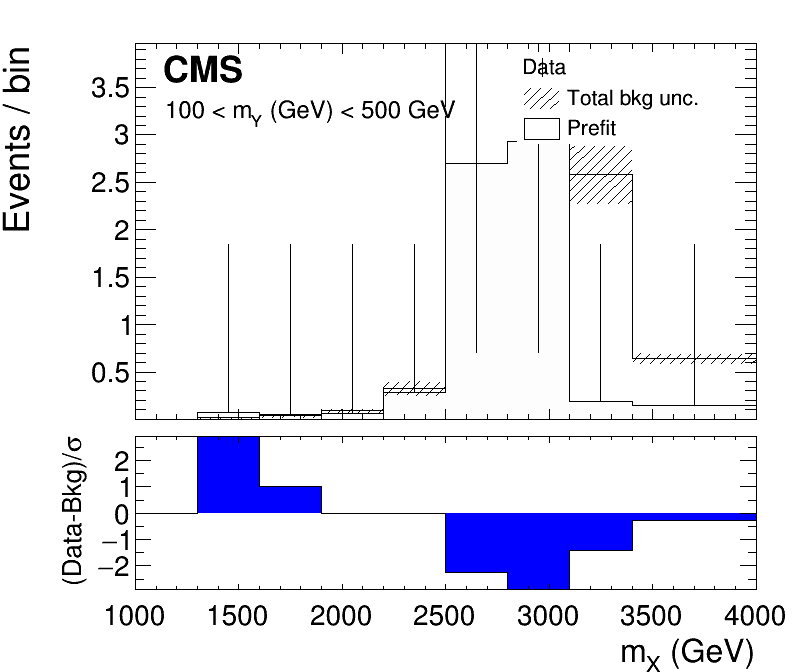 CMS
100 < mY (GeV) < 500 GeV
Data
Total bkg unc.
Prefit
Events / bin
3.5
3
2.5
2
1.5
1
0.5
(Data-Bkg)/σ
2
1
0
−1
−2
1000 1500 2000 2500 3000 3500 4000
mX (GeV)